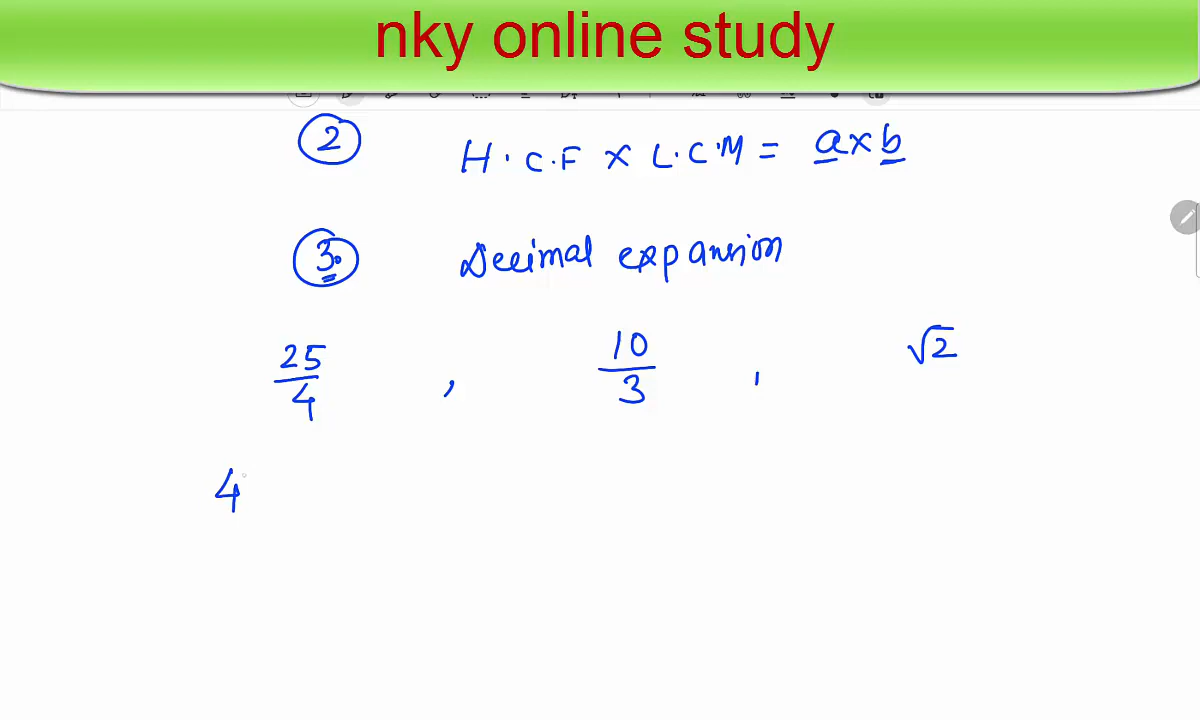 nky online study
2 H.C.F × L.C.M = a×b
3. Decimal expansion
25/4 , 10/3 , √2
4